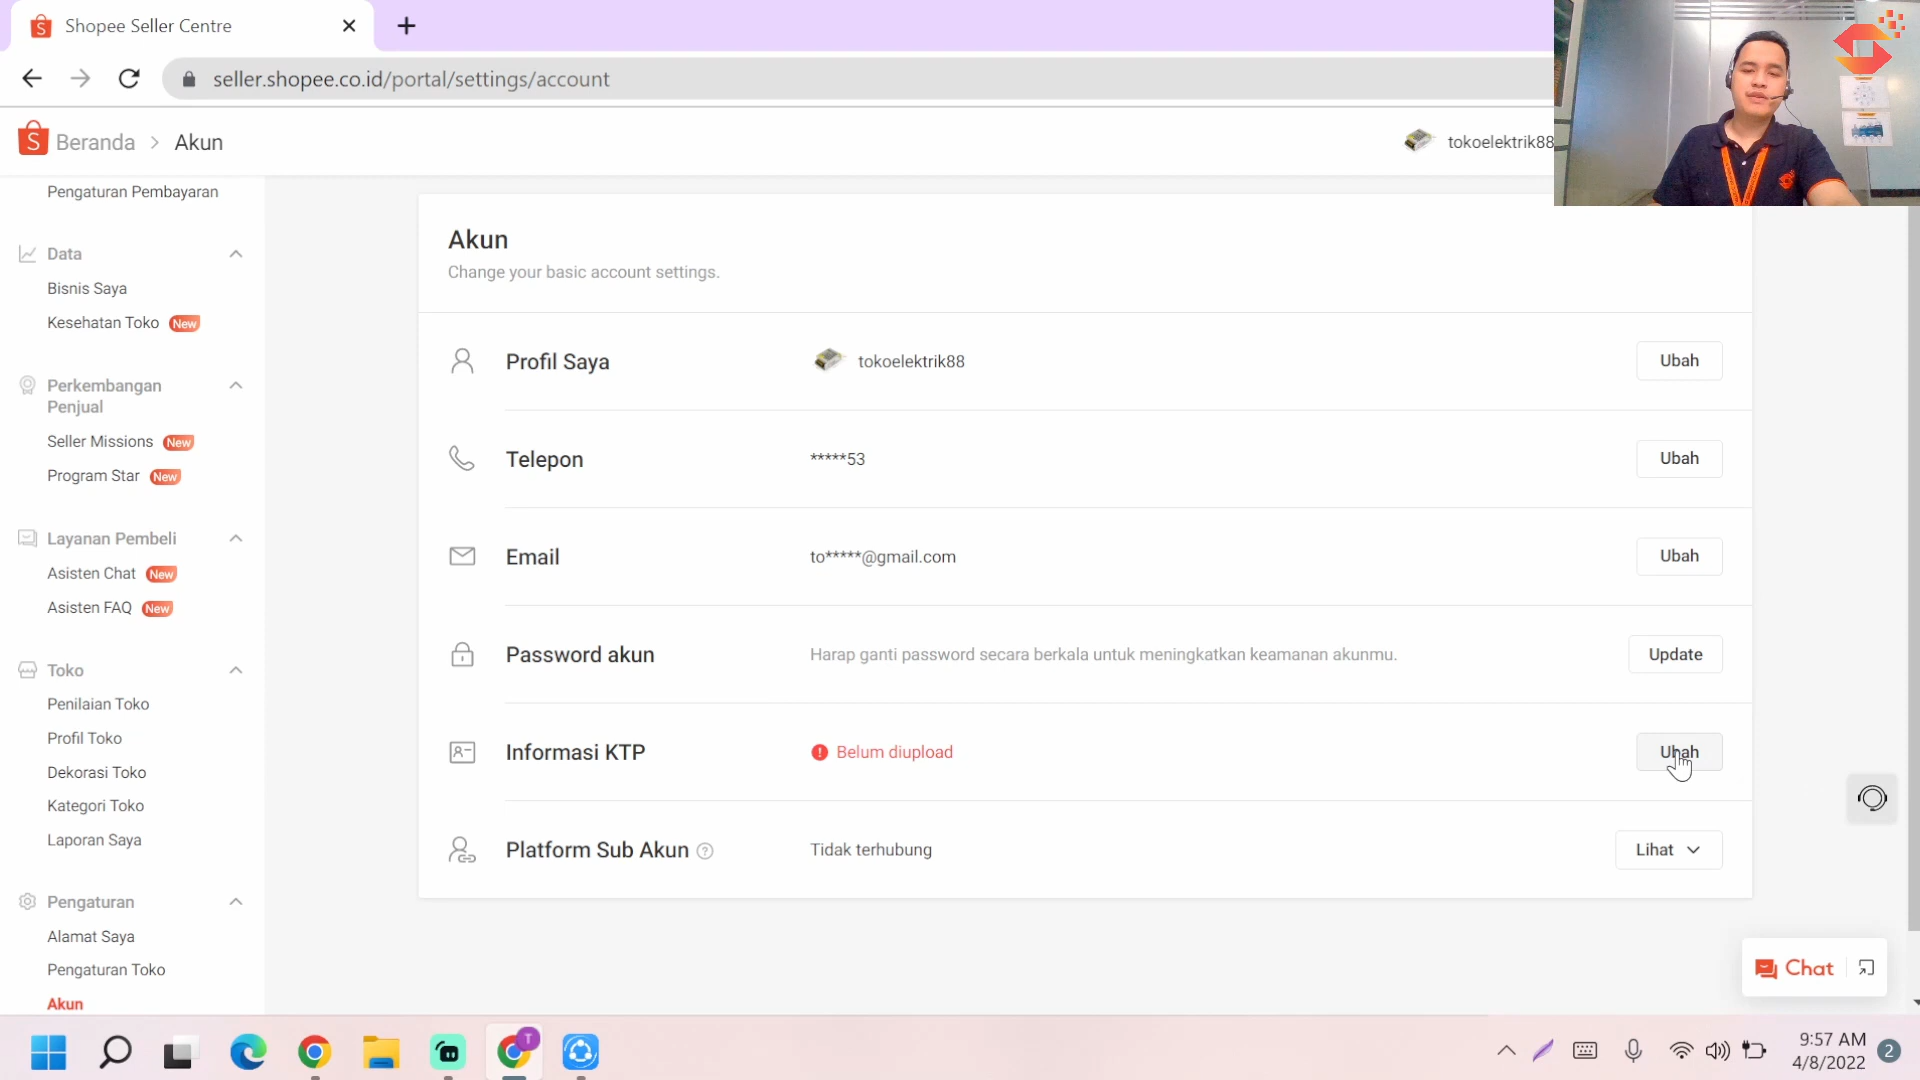 Shopee Seller Centre
seller.shopee.co.id/portal/settings/account
Beranda > Akun
tokoelektrik88
Pengaturan Pembayaran
Data
Bisnis Saya
Kesehatan Toko New
Perkembangan
Penjual
Seller Missions New
Program Star New
Layanan Pembeli
Asisten Chat New
Asisten FAQ New
Toko
Penilaian Toko
Profil Toko
Dekorasi Toko
Kategori Toko
Laporan Saya
Pengaturan
Alamat Saya
Pengaturan Toko
Akun
Akun
Change your basic account settings.
Profil Saya tokoelektrik88 Ubah
Telepon *****53 Ubah
Email to*****@gmail.com Ubah
Password akun Harap ganti password secara berkala untuk meningkatkan keamanan akunmu. Update
Informasi KTP Belum diupload Ubah
Platform Sub Akun Tidak terhubung Lihat
Chat
T
9:57 AM
4/8/2022 2